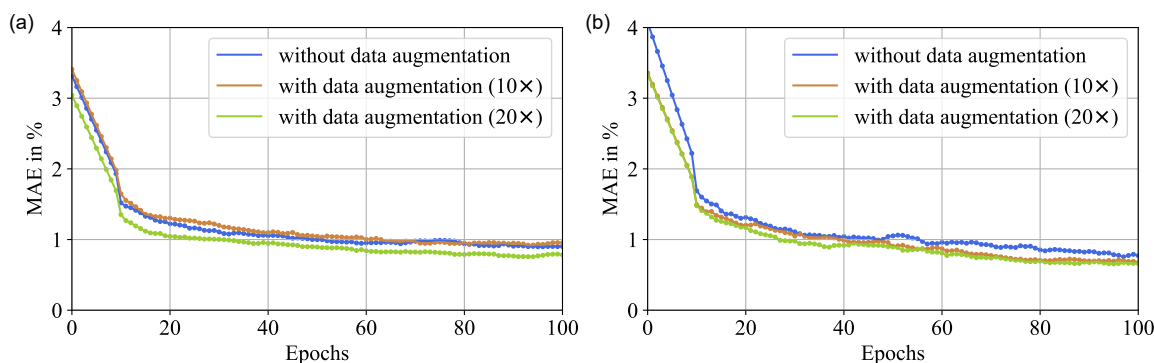 (a)
4
3
2
1
0
MAE in %
without data augmentation
with data augmentation (10×)
with data augmentation (20×)
0 20 40 60 80 100
Epochs
(b)
4
3
2
1
0
MAE in %
without data augmentation
with data augmentation (10×)
with data augmentation (20×)
0 20 40 60 80 100
Epochs